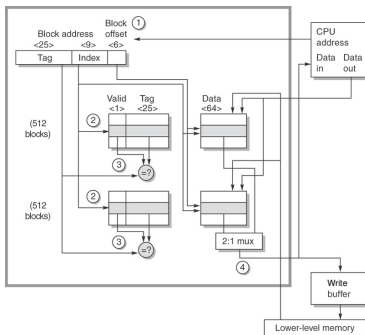 Block address
Block
offset
<25>
<9>
<6>
1
Tag
Index
CPU
address
Data
in
Data
out
Valid
<1>
Tag
<25>
Data
<64>
(512
blocks)
2
3
=?
(512
blocks)
2
3
=?
2:1 mux
4
Write
buffer
Lower-level memory